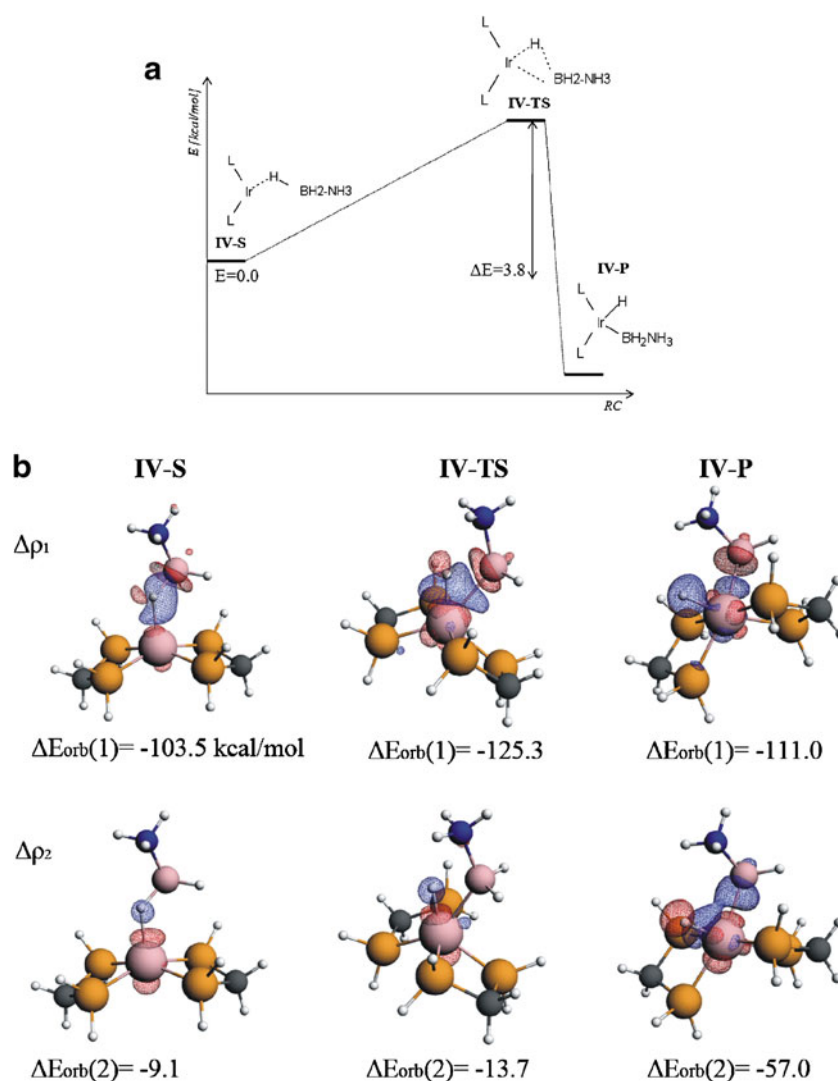 a
E [kcal/mol]
L
Ir
H
BH2-NH3
L
IV-TS
L
Ir
H
BH2-NH3
L
IV-S
E=0.0
ΔE=3.8
IV-P
L
H
Ir
BH₂NH₃
L
RC
b
IV-S
IV-TS
IV-P
Δρ₁
ΔEorb(1)= -103.5 kcal/mol
ΔEorb(1)= -125.3
ΔEorb(1)= -111.0
Δρ₂
ΔEorb(2)= -9.1
ΔEorb(2)= -13.7
ΔEorb(2)= -57.0